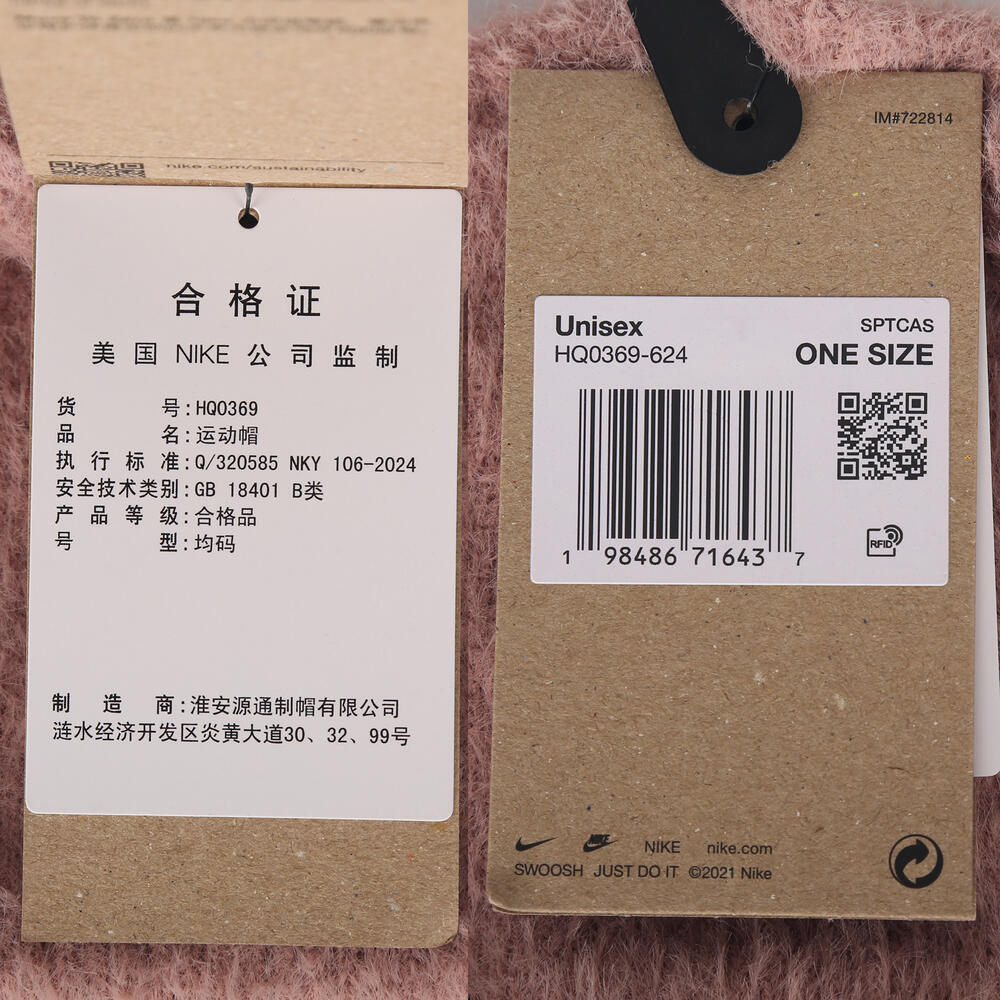 nike.com/sustainability
合格证
美国 NIKE 公司监制
货号:HQ0369
品名:运动帽
执行标准:Q/320585 NKY 106-2024
安全技术类别:GB 18401 B类
产品等级:合格品
号型:均码
制造商:淮安源通制帽有限公司
涟水经济开发区炎黄大道30、32、99号
IM#722814
Unisex
SPTCAS
HQ0369-624
ONE SIZE
1 98486 71643 7
RFID
NIKE nike.com
SWOOSH JUST DO IT ©2021 Nike